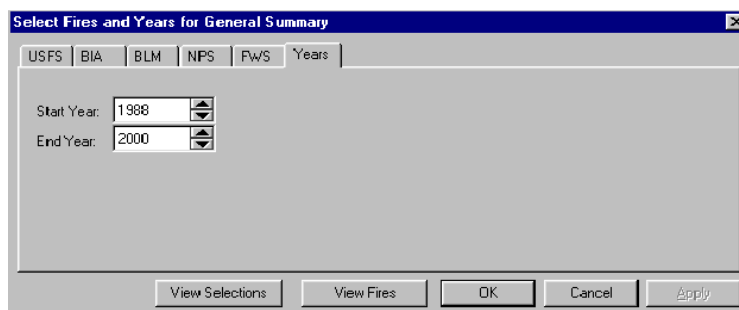 Select Fires and Years for General Summary
USFS BIA BLM NPS FWS Years
Start Year: 1988
End Year: 2000
View Selections View Fires OK Cancel Apply